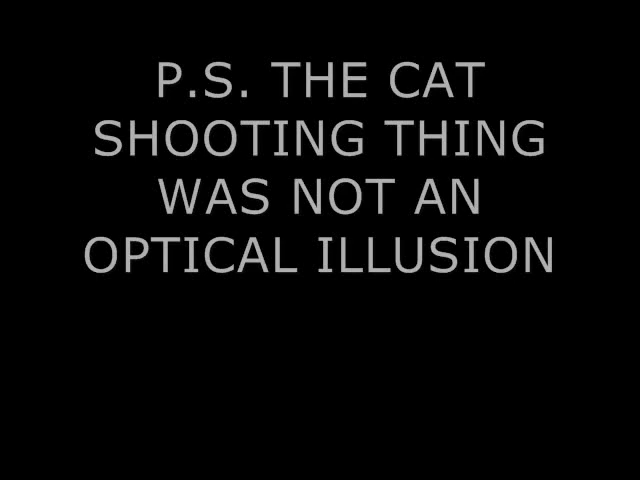 P.S. THE CAT
SHOOTING THING
WAS NOT AN
OPTICAL ILLUSION